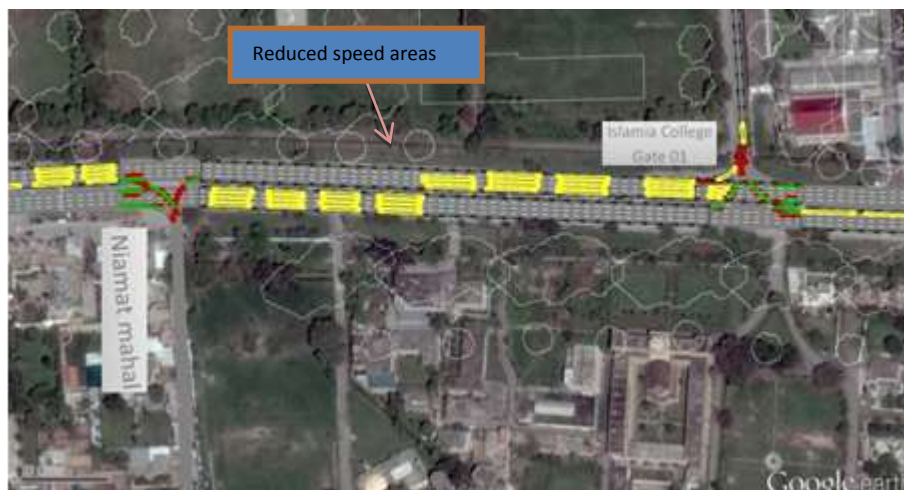 Reduced speed areas
Islamia College
Gate 01
Niamat mahal
Google earth